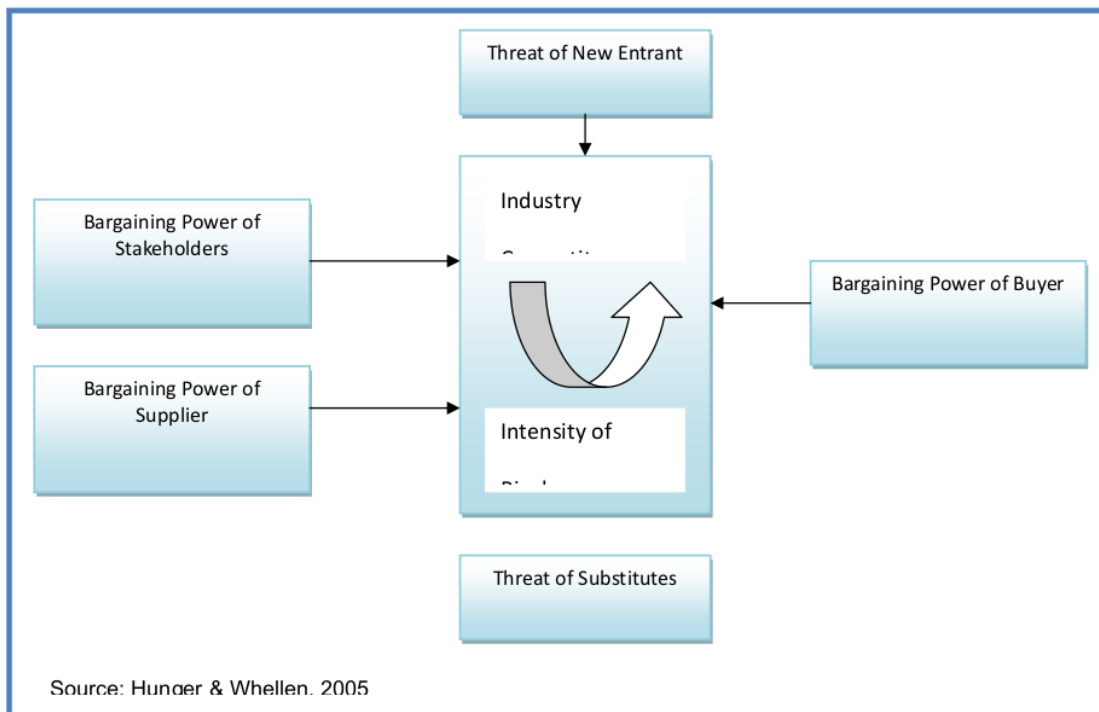 Threat of New Entrant
Bargaining Power of
Stakeholders
Industry
Bargaining Power of Buyer
Bargaining Power of
Supplier
Intensity of
Threat of Substitutes
Source: Hunger & Whellen, 2005